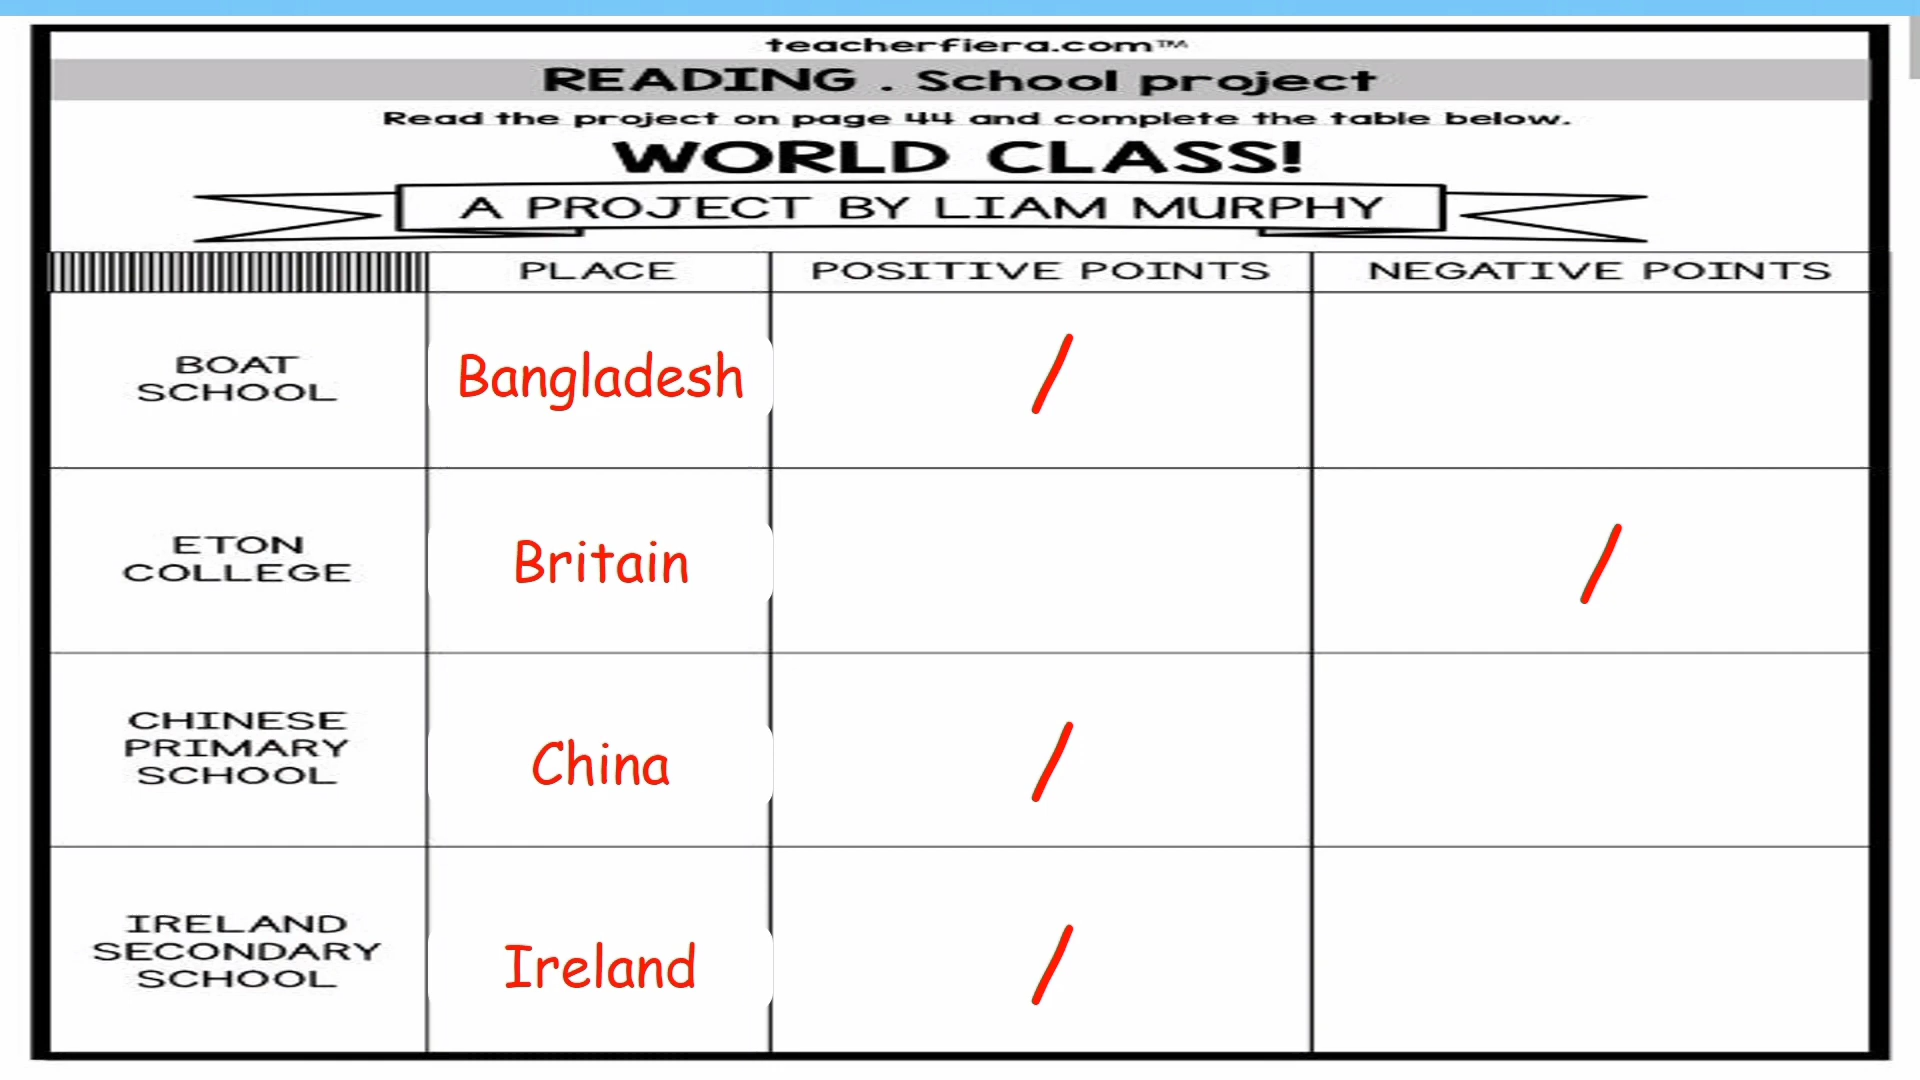 teacherfiera.com™
READING . School project
Read the project on page 44 and complete the table below.
WORLD CLASS!
A PROJECT BY LIAM MURPHY
PLACE POSITIVE POINTS NEGATIVE POINTS
BOAT
SCHOOL
Bangladesh /
ETON
COLLEGE
Britain /
CHINESE
PRIMARY
SCHOOL
China /
IRELAND
SECONDARY
SCHOOL
Ireland /